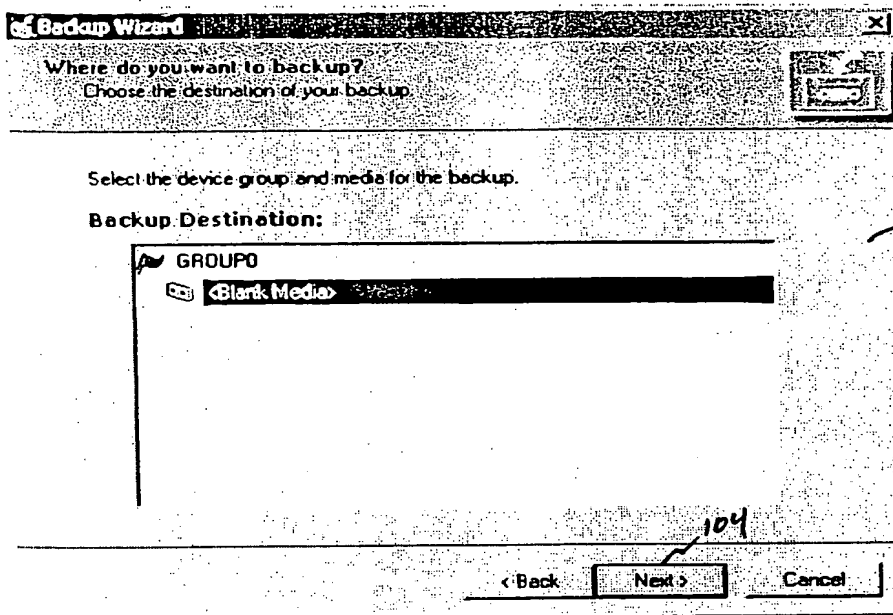 Backup Wizard
Where do you want to backup?
Choose the destination of your backup.
Select the device group and media for the backup.
Backup Destination:
GROUP0
<Blank Media>
104
< Back
Next >
Cancel